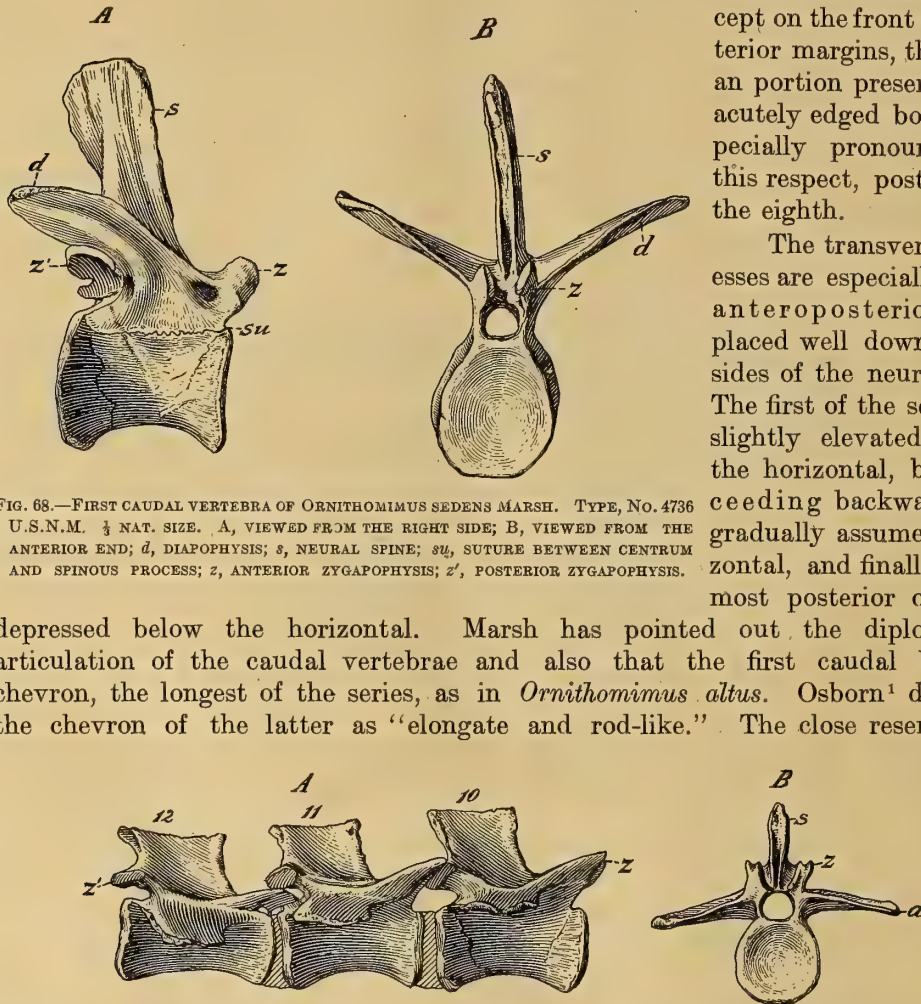 A
B
s
d
z'
z
su
s
d
z
cept on the front
terior margins, th
an portion presen
acutely edged bo
pecially pronour
this respect, post
the eighth.
The transver
esses are especiall
anteroposteric
placed well down
sides of the neur
The first of the se
slightly elevated
the horizontal, b
ceeding backwa
gradually assume
zontal, and finall
most posterior o
FIG. 68.—FIRST CAUDAL VERTEBRA OF ORNITHOMIMUS SEDENS MARSH. TYPE, NO. 4736
U.S.N.M. ⅓ NAT. SIZE. A, VIEWED FROM THE RIGHT SIDE; B, VIEWED FROM THE
ANTERIOR END; d, DIAPOPHYSIS; s, NEURAL SPINE; su, SUTURE BETWEEN CENTRUM
AND SPINOUS PROCESS; z, ANTERIOR ZYGAPOPHYSIS; z', POSTERIOR ZYGAPOPHYSIS.
depressed below the horizontal. Marsh has pointed out the diplo
articulation of the caudal vertebrae and also that the first caudal
chevron, the longest of the series, as in Ornithomimus altus. Osborn¹ d
the chevron of the latter as "elongate and rod-like." The close reser
A
B
12
11
10
z'
z
s
z
d